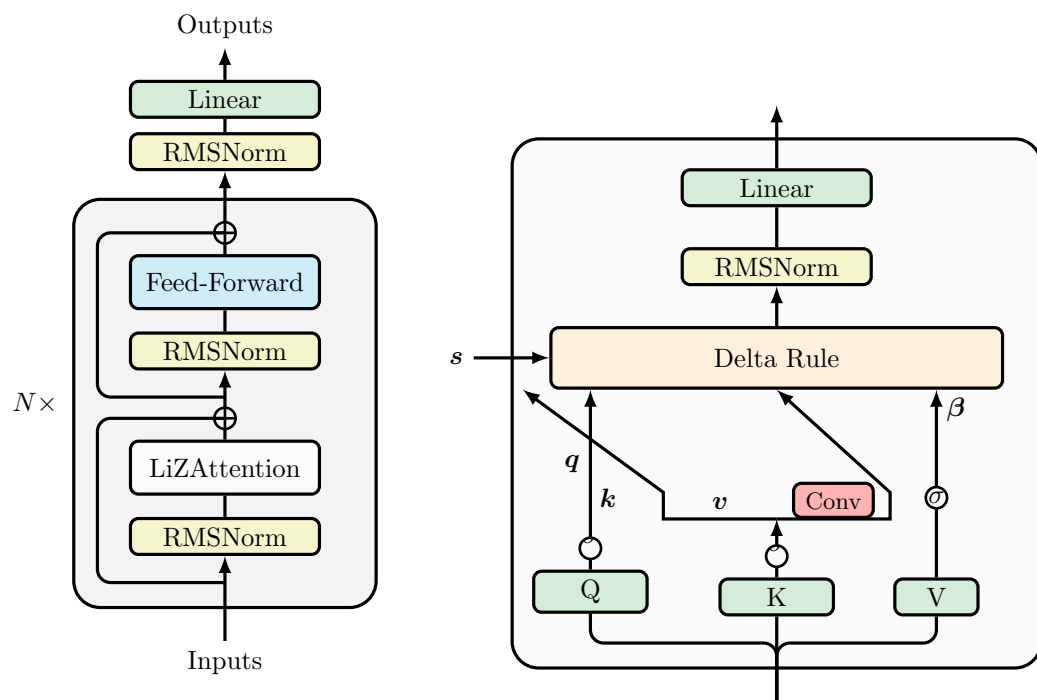 Outputs
Linear
RMSNorm
Feed-Forward
RMSNorm
N×
LiZAttention
RMSNorm
Inputs
Linear
RMSNorm
s
Delta Rule
β
q
k
v
Conv
σ
Q
K
V